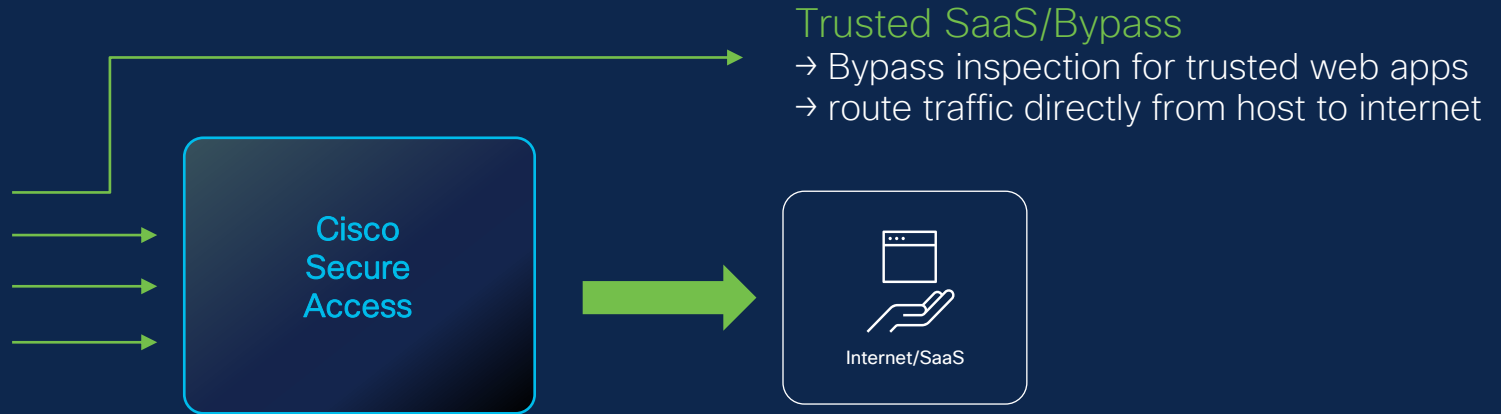 Trusted SaaS/Bypass
→ Bypass inspection for trusted web apps
→ route traffic directly from host to internet
Cisco
Secure
Access
Internet/SaaS